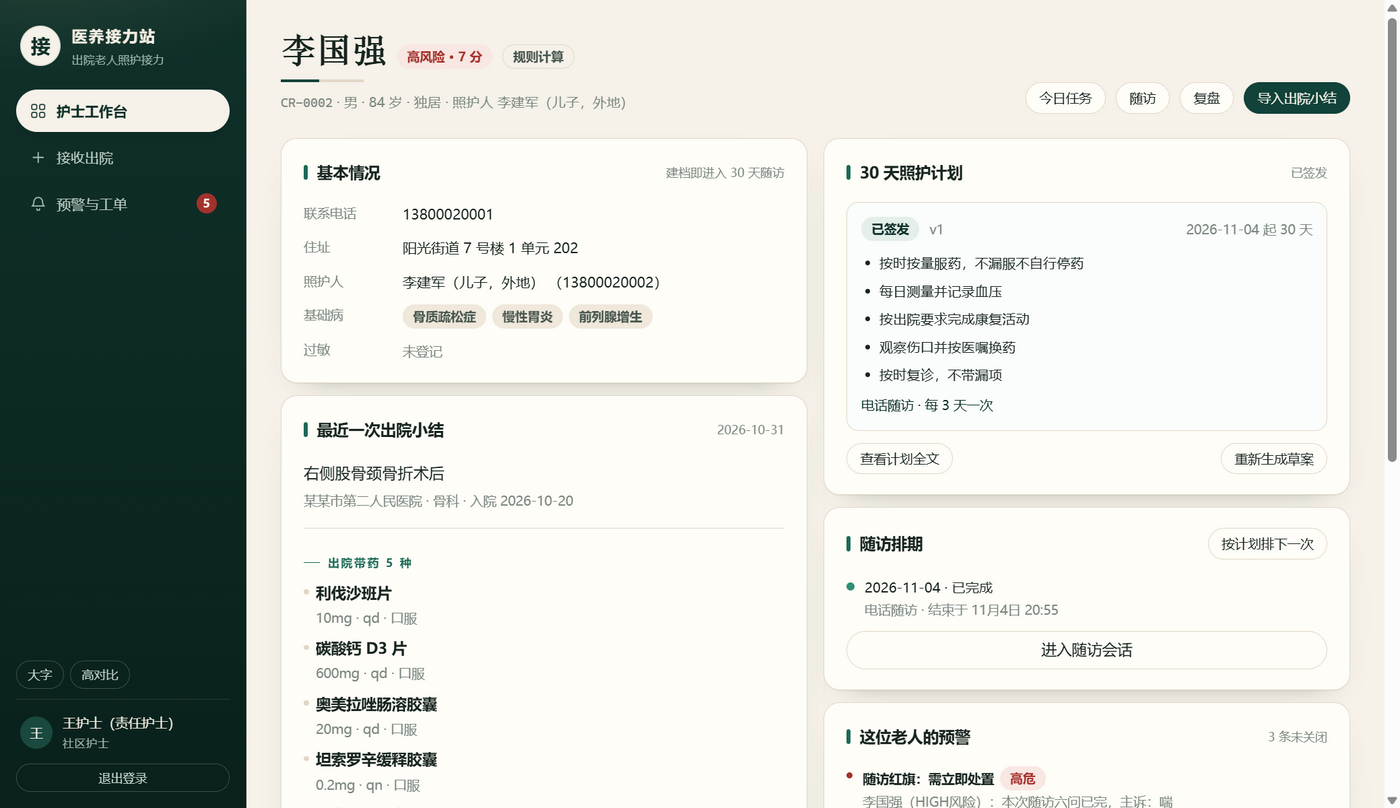 接
医养接力站
出院老人照护接力
护士工作台
接收出院
预警与工单
5
大字
高对比
王
王护士（责任护士）
社区护士
退出登录
李国强
高风险 • 7 分
规则计算
CR-0002 · 男 · 84 岁 · 独居 · 照护人 李建军（儿子，外地）
今日任务
随访
复盘
导入出院小结
基本情况
建档即进入 30 天随访
联系电话
13800020001
住址
阳光街道 7 号楼 1 单元 202
照护人
李建军（儿子，外地） （13800020002）
基础病
骨质疏松症
慢性胃炎
前列腺增生
过敏
未登记
最近一次出院小结
2026-10-31
右侧股骨颈骨折术后
某某市第二人民医院 · 骨科 · 入院 2026-10-20
出院带药 5 种
利伐沙班片
10mg · qd · 口服
碳酸钙 D3 片
600mg · qd · 口服
奥美拉唑肠溶胶囊
20mg · qd · 口服
坦索罗辛缓释胶囊
0.2mg · qn · 口服
30 天照护计划
已签发
已签发
v1
2026-11-04 起 30 天
• 按时按量服药，不漏服不自行停药
• 每日测量并记录血压
• 按出院要求完成康复活动
• 观察伤口并按医嘱换药
• 按时复诊，不带漏项
电话随访 · 每 3 天一次
查看计划全文
重新生成草案
随访排期
按计划排下一次
2026-11-04 · 已完成
电话随访 · 结束于 11月4日 20:55
进入随访会话
这位老人的预警
3 条未关闭
随访红旗：需立即处置
高危
李国强（HIGH风险）：本次随访六问已完，主诉：喘